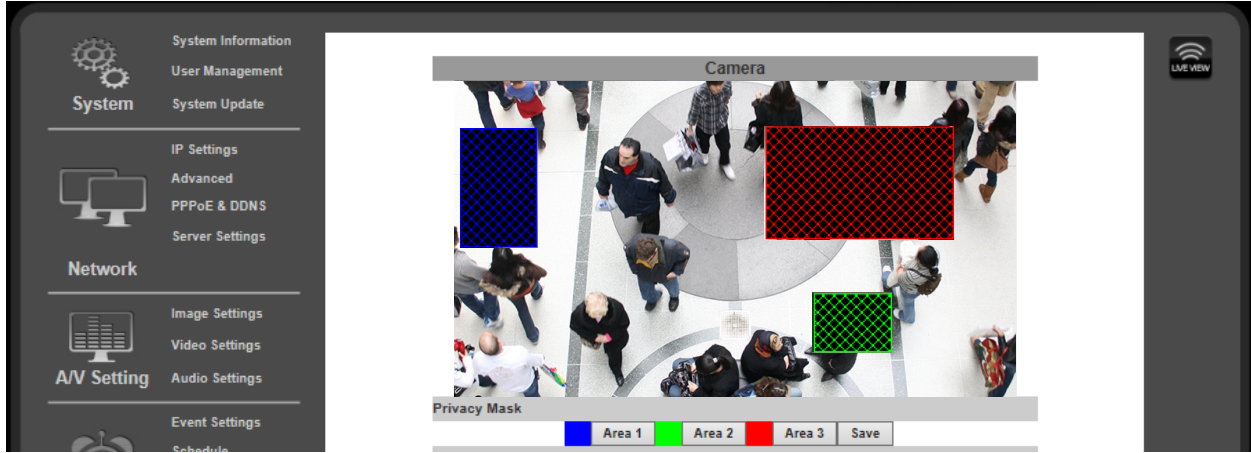 System Information
User Management
System
System Update
IP Settings
Advanced
PPPoE & DDNS
Server Settings
Network
Image Settings
Video Settings
A/V Setting
Audio Settings
Event Settings
Schedule
Camera
Privacy Mask
Area 1
Area 2
Area 3
Save
LIVE VIEW